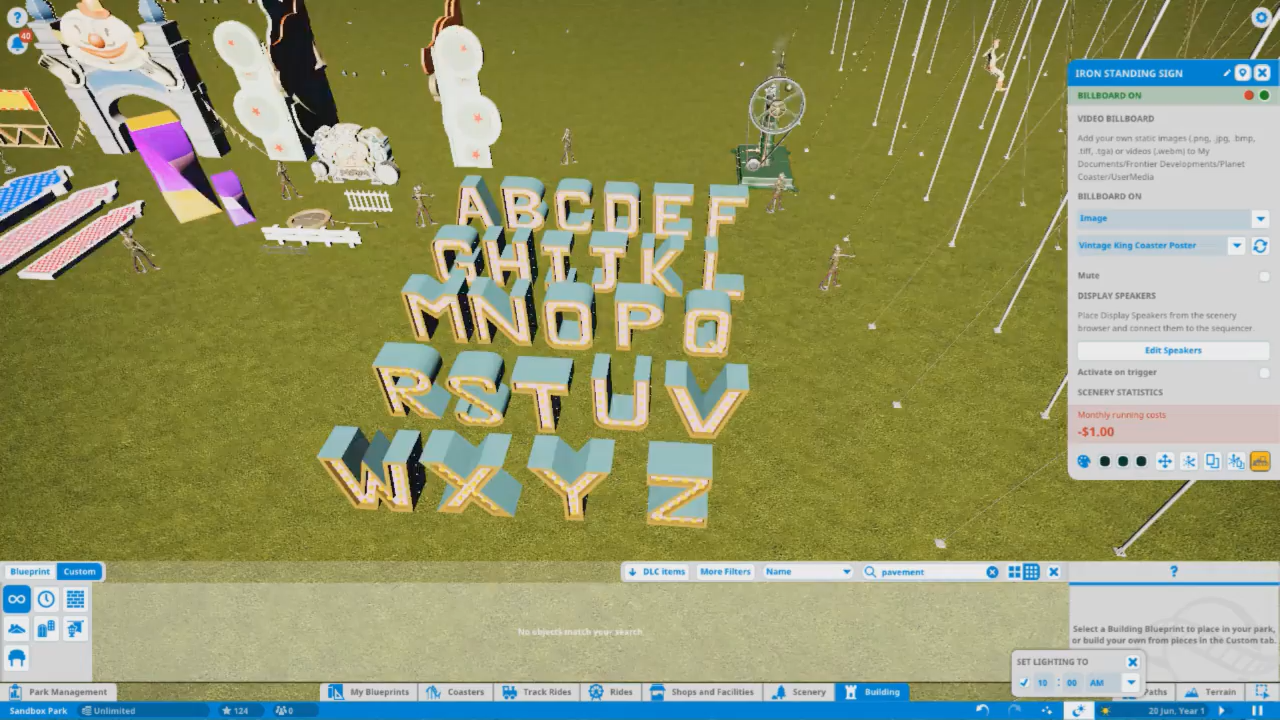 ?
40
IRON STANDING SIGN
BILLBOARD ON
VIDEO BILLBOARD
Add your own static images (.png, .jpg, .bmp,
.tiff, .tga) or videos (.webm) to My
Documents/Frontier Developments/Planet
Coaster/UserMedia
BILLBOARD ON
Image
Vintage King Coaster Poster
Mute
DISPLAY SPEAKERS
Place Display Speakers from the scenery
browser and connect them to the sequencer.
Edit Speakers
Activate on trigger
SCENERY STATISTICS
Monthly running costs
-$1.00
A B C D E F
G H I J K L
M N O P Q
R S T U V
W X Y Z
Blueprint Custom
DLC items More Filters Name pavement
?
No objects match your search
Select a Building Blueprint to place in your park,
or build your own from pieces in the Custom tab.
SET LIGHTING TO
10 : 00 AM
Park Management My Blueprints Coasters Track Rides Rides Shops and Facilities Scenery Building Paths Terrain
Sandbox Park Unlimited 124 0 20 Jun, Year 1